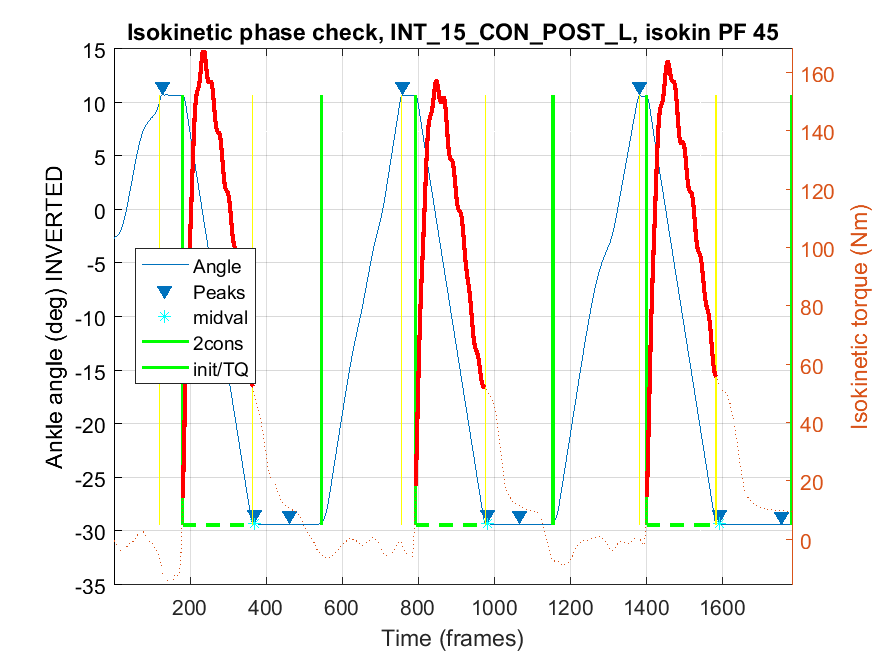 Isokinetic phase check, INT_15_CON_POST_L, isokin PF 45
15
10
5
0
-5
-10
-15
-20
-25
-30
-35
Ankle angle (deg) INVERTED
Angle
Peaks
midval
2cons
init/TQ
160
140
120
100
80
60
40
20
0
Isokinetic torque (Nm)
200 400 600 800 1000 1200 1400 1600
Time (frames)